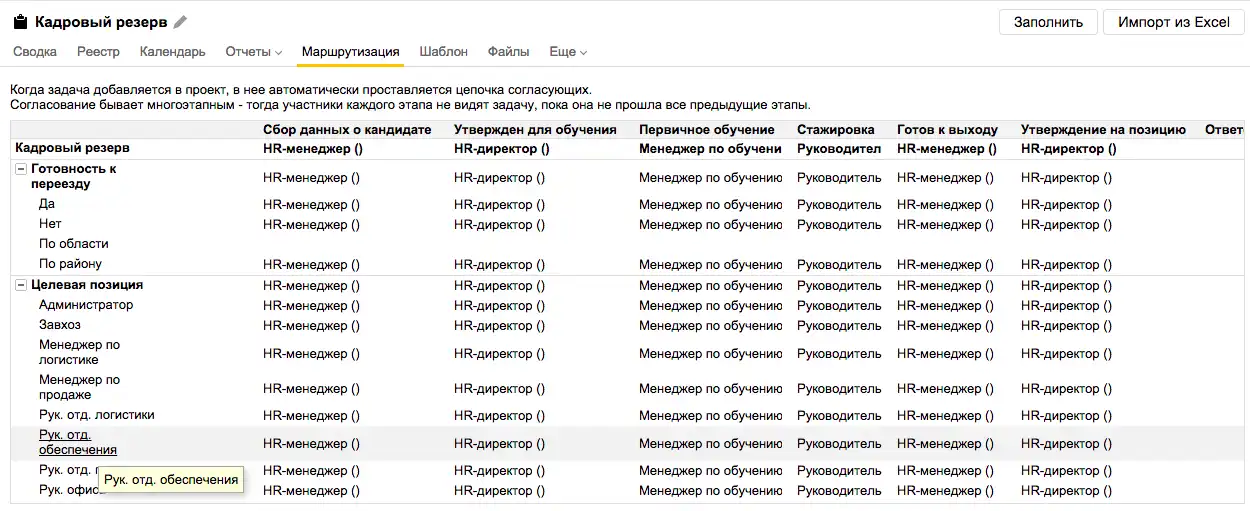 Кадровый резерв
Заполнить Импорт из Excel
Сводка Реестр Календарь Отчеты Маршрутизация Шаблон Файлы Еще
Когда задача добавляется в проект, в нее автоматически проставляется цепочка согласующих.
Согласование бывает многоэтапным - тогда участники каждого этапа не видят задачу, пока она не прошла все предыдущие этапы.
Сбор данных о кандидате Утвержден для обучения Первичное обучение Стажировка Готов к выходу Утверждение на позицию Ответс
Кадровый резерв HR-менеджер () HR-директор () Менеджер по обучени Руководител HR-менеджер () HR-директор ()
Готовность к
переезду HR-менеджер () HR-директор () Менеджер по обучению Руководитель HR-менеджер () HR-директор ()
Да HR-менеджер () HR-директор () Менеджер по обучению Руководитель HR-менеджер () HR-директор ()
Нет HR-менеджер () HR-директор () Менеджер по обучению Руководитель HR-менеджер () HR-директор ()
По области
По району HR-менеджер () HR-директор () Менеджер по обучению Руководитель HR-менеджер () HR-директор ()
Целевая позиция HR-менеджер () HR-директор () Менеджер по обучению Руководитель HR-менеджер () HR-директор ()
Администратор HR-менеджер () HR-директор () Менеджер по обучению Руководитель HR-менеджер () HR-директор ()
Завхоз HR-менеджер () HR-директор () Менеджер по обучению Руководитель HR-менеджер () HR-директор ()
Менеджер по
логистике HR-менеджер () HR-директор () Менеджер по обучению Руководитель HR-менеджер () HR-директор ()
Менеджер по
продаже HR-менеджер () HR-директор () Менеджер по обучению Руководитель HR-менеджер () HR-директор ()
Рук. отд. логистики HR-менеджер () HR-директор () Менеджер по обучению Руководитель HR-менеджер () HR-директор ()
Рук. отд.
обеспечения HR-менеджер () HR-директор () Менеджер по обучению Руководитель HR-менеджер () HR-директор ()
Рук. отд. HR-менеджер () HR-директор () Менеджер по обучению Руководитель HR-менеджер () HR-директор ()
Рук. отд. обеспечения
Рук. офиса HR-менеджер () HR-директор () Менеджер по обучению Руководитель HR-менеджер () HR-директор ()